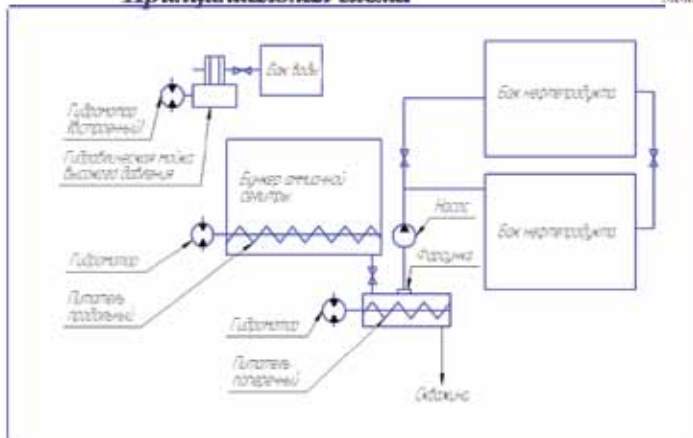 Принципиальная схема
Бак воды
Гидромотор
(встроенный)
Гидравлическая мойка
высокого давления
Бункер аммиачной
селитры
Бак нефтепродукта
Бак нефтепродукта
Насос
Форсунка
Гидромотор
Питатель
продольный
Гидромотор
Питатель
поперечный
Скважина